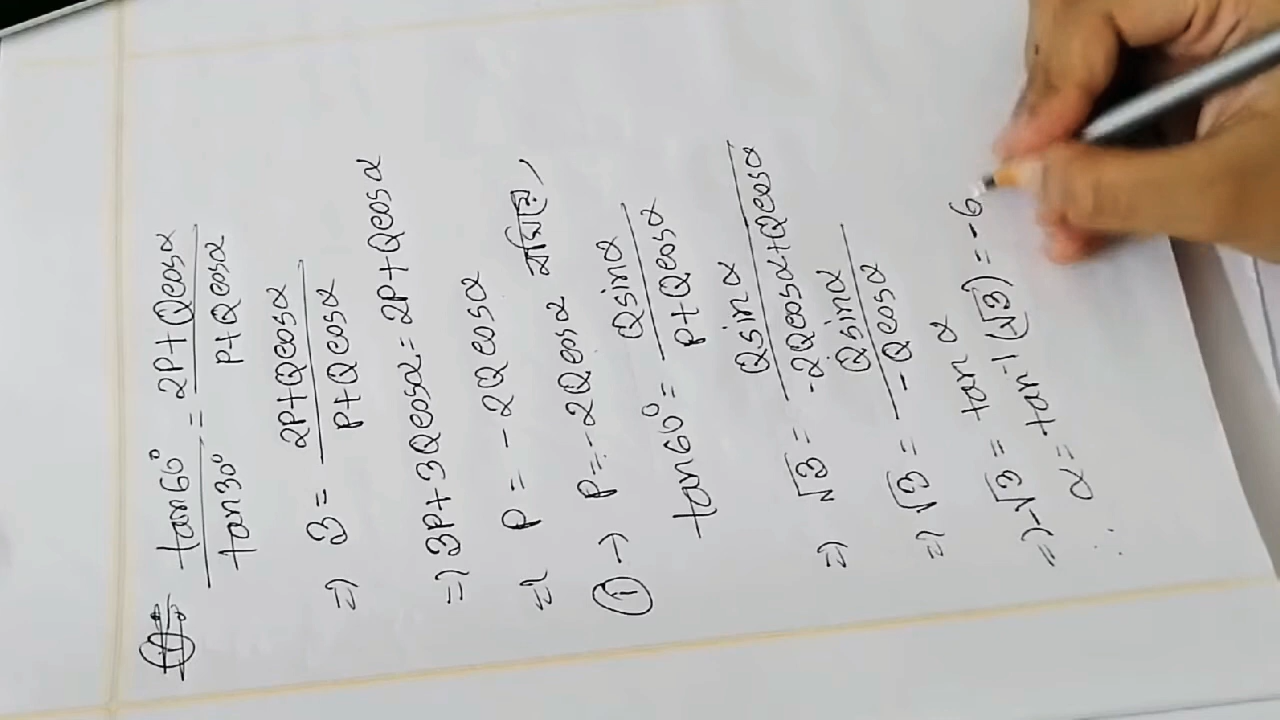 tan60°/tan30° = 2P+Qcosα/P+Qcosα
⇒ 3 = 2P+Qcosα/P+Qcosα
⇒ 3P+3Qcosα = 2P+Qcosα
⇒ P = -2Qcosα
① → P = -2Qcosα বসিয়ে,
tan60° = Qsinα/P+Qcosα
⇒ √3 = Qsinα/-2Qcosα+Qcosα
⇒ √3 = Qsinα/-Qcosα
⇒ -√3 = tanα
∴ α = tan-1(√3) = -6